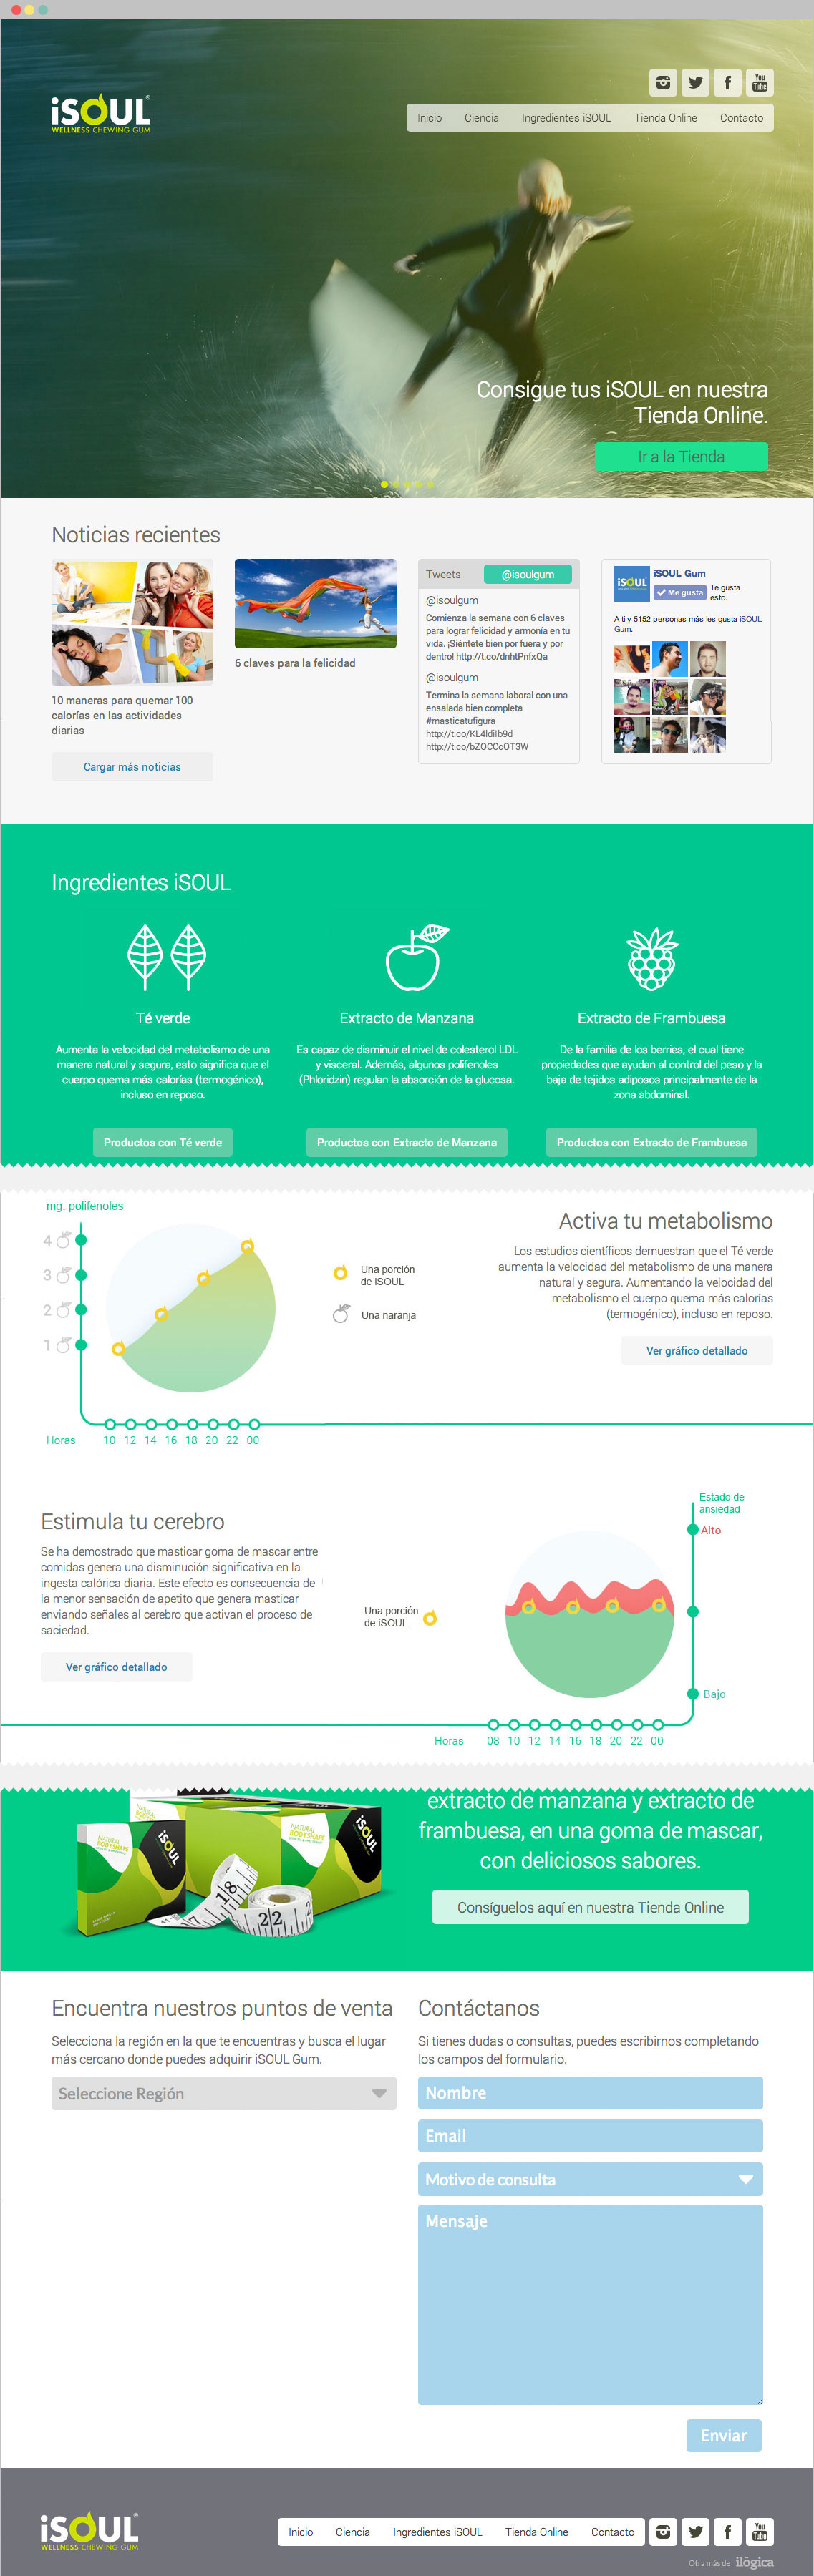 iSOUL®
WELLNESS CHEWING GUM
You Tube
Inicio Ciencia Ingredientes iSOUL Tienda Online Contacto
Consigue tus iSOUL en nuestra
Tienda Online.
Ir a la Tienda
Noticias recientes
10 maneras para quemar 100
calorías en las actividades
diarias
Cargar más noticias
6 claves para la felicidad
Tweets @isoulgum
@isoulgum
Comienza la semana con 6 claves
para lograr felicidad y armonía en tu
vida. ¡Siéntete bien por fuera y por
dentro! http://t.co/dnhtPnfxQa
@isoulgum
Termina la semana laboral con una
ensalada bien completa
#masticatufigura
http://t.co/KL4ldiIb9d
http://t.co/bZOCCcOT3W
iSOUL
iSOUL Gum
Me gusta
Te gusta
esto.
A ti y 5152 personas más les gusta iSOUL
Gum.
Ingredientes iSOUL
Té verde
Aumenta la velocidad del metabolismo de una
manera natural y segura, esto significa que el
cuerpo quema más calorías (termogénico),
incluso en reposo.
Productos con Té verde
Extracto de Manzana
Es capaz de disminuir el nivel de colesterol LDL
y visceral. Además, algunos polifenoles
(Phloridzin) regulan la absorción de la glucosa.
Productos con Extracto de Manzana
Extracto de Frambuesa
De la familia de los berries, el cual tiene
propiedades que ayudan al control del peso y la
baja de tejidos adiposos principalmente de la
zona abdominal.
Productos con Extracto de Frambuesa
mg. polifenoles
4
3
2
1
Horas 10 12 14 16 18 20 22 00
Una porción
de iSOUL
Una naranja
Activa tu metabolismo
Los estudios científicos demuestran que el Té verde
aumenta la velocidad del metabolismo de una manera
natural y segura. Aumentando la velocidad del
metabolismo el cuerpo quema más calorías
(termogénico), incluso en reposo.
Ver gráfico detallado
Estimula tu cerebro
Se ha demostrado que masticar goma de mascar entre
comidas genera una disminución significativa en la
ingesta calórica diaria. Este efecto es consecuencia de
la menor sensación de apetito que genera masticar
enviando señales al cerebro que activan el proceso de
saciedad.
Ver gráfico detallado
Una porción
de iSOUL
Estado de
ansiedad
Alto
Bajo
Horas 08 10 12 14 16 18 20 22 00
NATURAL
BODYSHAPE
iSOUL
NATURAL
BODYSHAPE
iSOUL
18
22
extracto de manzana y extracto de
frambuesa, en una goma de mascar,
con deliciosos sabores.
Consíguelos aquí en nuestra Tienda Online
Encuentra nuestros puntos de venta
Selecciona la región en la que te encuentras y busca el lugar
más cercano donde puedes adquirir iSOUL Gum.
Seleccione Región
Contáctanos
Si tienes dudas o consultas, puedes escribirnos completando
los campos del formulario.
Nombre
Email
Motivo de consulta
Mensaje
Enviar
iSOUL®
WELLNESS CHEWING GUM
Inicio Ciencia Ingredientes iSOUL Tienda Online Contacto
You Tube
Otra más de ilógica